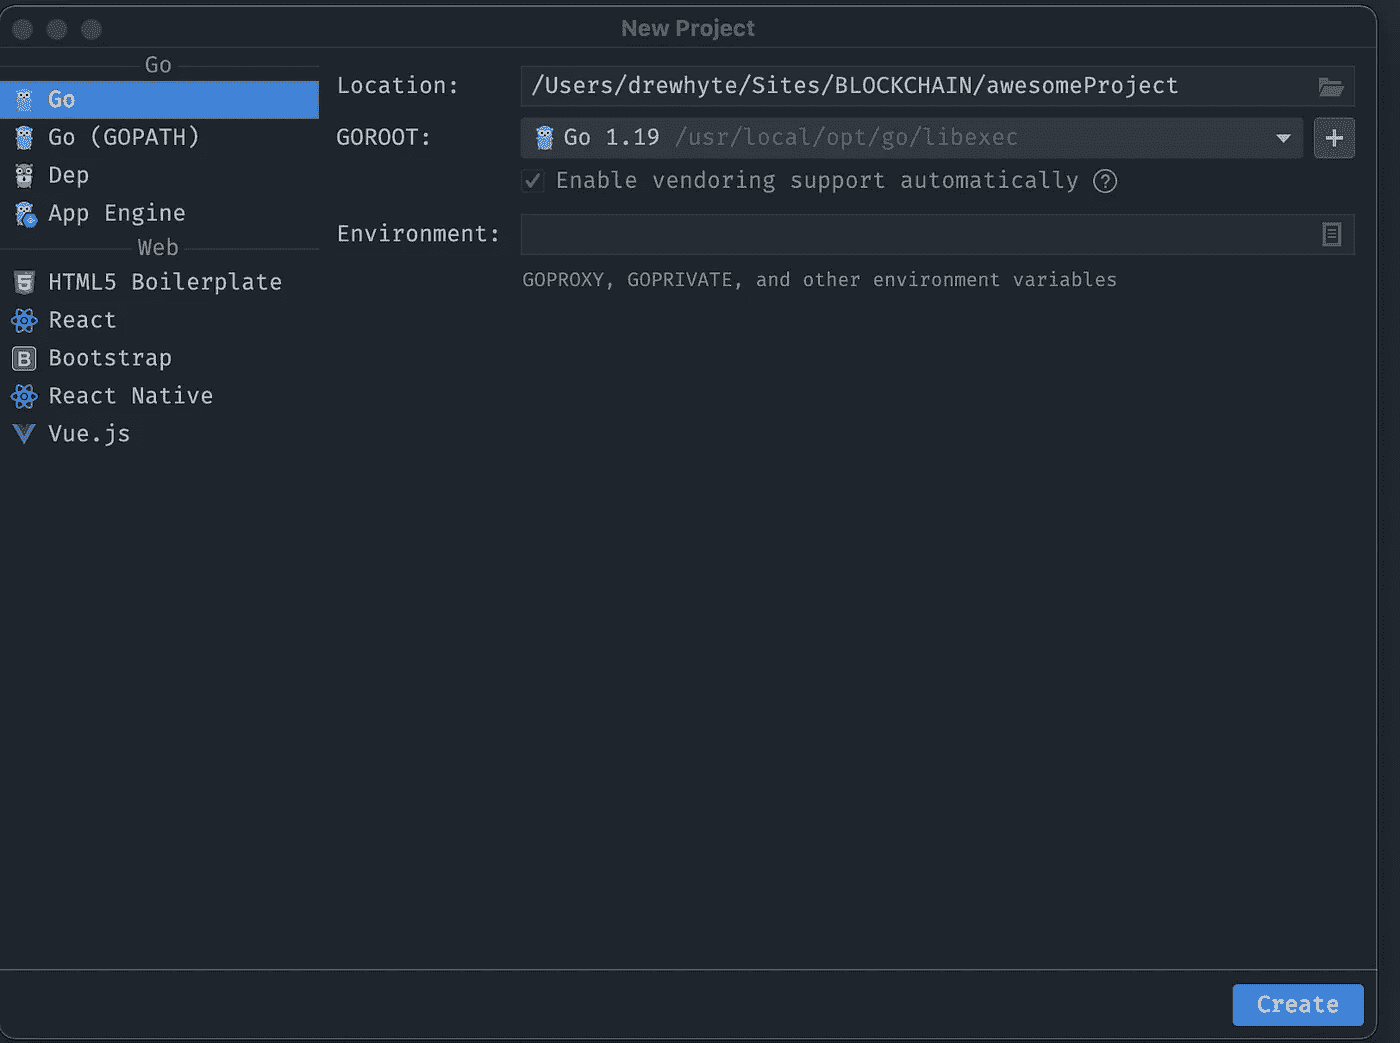 New Project
Go
Go
Go (GOPATH)
Dep
App Engine
Web
HTML5 Boilerplate
React
Bootstrap
React Native
Vue.js
Location: /Users/drewhyte/Sites/BLOCKCHAIN/awesomeProject
GOROOT: Go 1.19 /usr/local/opt/go/libexec
Enable vendoring support automatically ?
Environment:
GOPROXY, GOPRIVATE, and other environment variables
Create